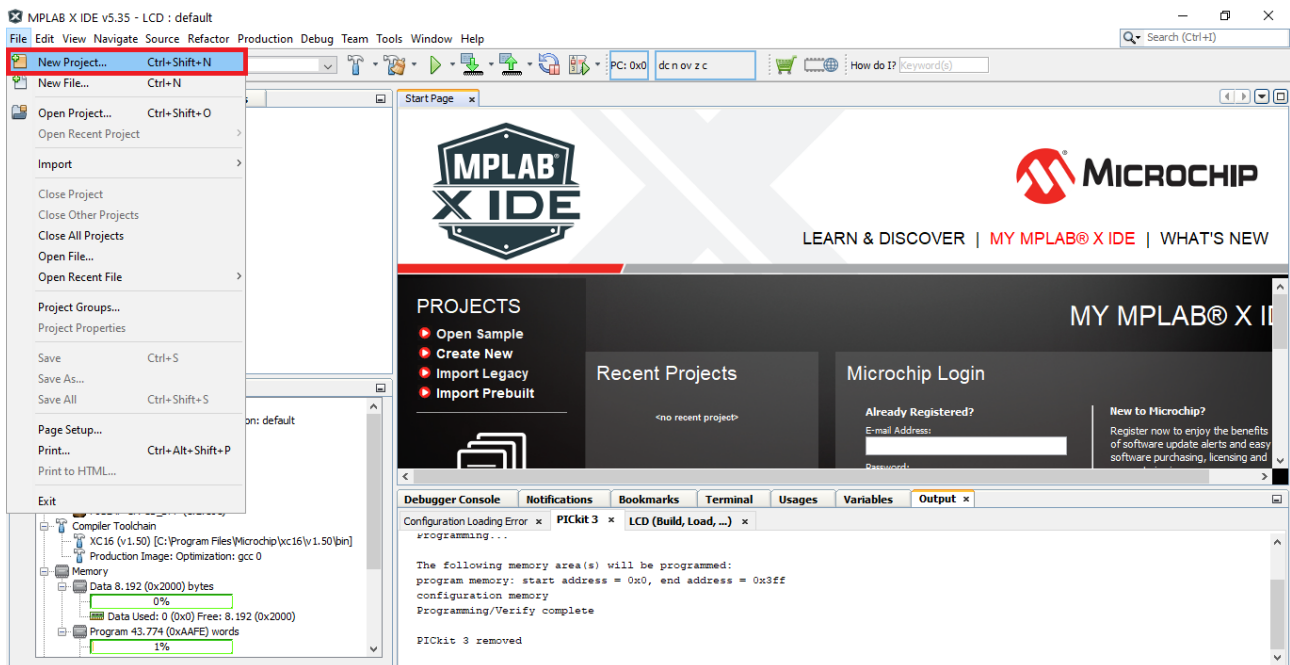 MPLAB X IDE v5.35 - LCD : default
File Edit View Navigate Source Refactor Production Debug Team Tools Window Help
Search (Ctrl+I)
New Project... Ctrl+Shift+N
PC: 0x0 dc n ov z c
How do I? Keyword(s)
New File... Ctrl+N
Open Project... Ctrl+Shift+O
Open Recent Project
Import
Close Project
Close Other Projects
Close All Projects
Open File...
Open Recent File
Project Groups...
Project Properties
Save Ctrl+S
Save As...
Save All Ctrl+Shift+S
Page Setup...
Print... Ctrl+Alt+Shift+P
Print to HTML...
Exit
Start Page
MPLAB®
X IDE
MICROCHIP
LEARN & DISCOVER | MY MPLAB® X IDE | WHAT'S NEW
PROJECTS
Open Sample
Create New
Import Legacy
Import Prebuilt
MY MPLAB® X ID
Recent Projects
<no recent project>
Microchip Login
Already Registered?
E-mail Address:
Password:
New to Microchip?
Register now to enjoy the benefits
of software update alerts and easy
software purchasing, licensing and
on: default
Compiler Toolchain
XC16 (v1.50) [C:\Program Files\Microchip\xc16\v1.50\bin]
Production Image: Optimization: gcc 0
Memory
Data 8.192 (0x2000) bytes
0%
Data Used: 0 (0x0) Free: 8.192 (0x2000)
Program 43.774 (0xAAFE) words
1%
Debugger Console Notifications Bookmarks Terminal Usages Variables Output
Configuration Loading Error PICkit 3 LCD (Build, Load, ...)
Programming...
The following memory area(s) will be programmed:
program memory: start address = 0x0, end address = 0x3ff
configuration memory
Programming/Verify complete
PICkit 3 removed